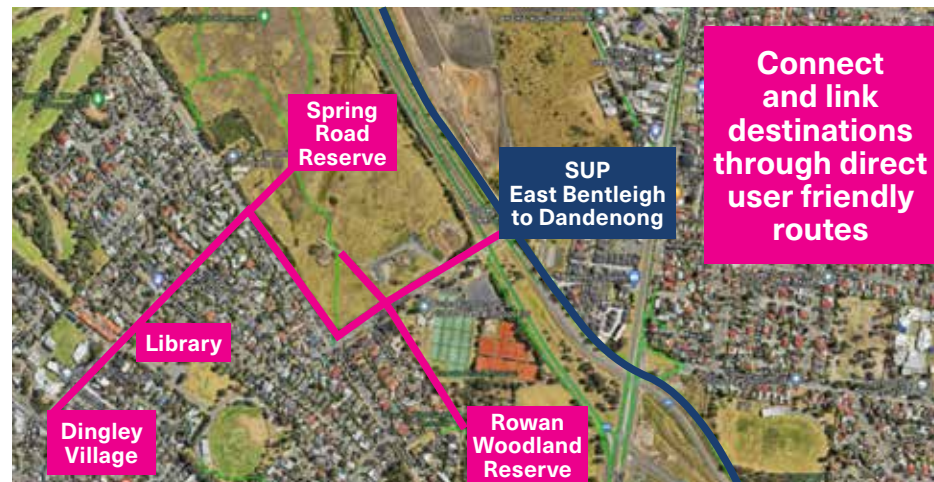 Connect
and link
destinations
through direct
user friendly
routes
Spring
Road
Reserve
SUP
East Bentleigh
to Dandenong
Library
Dingley
Village
Rowan
Woodland
Reserve